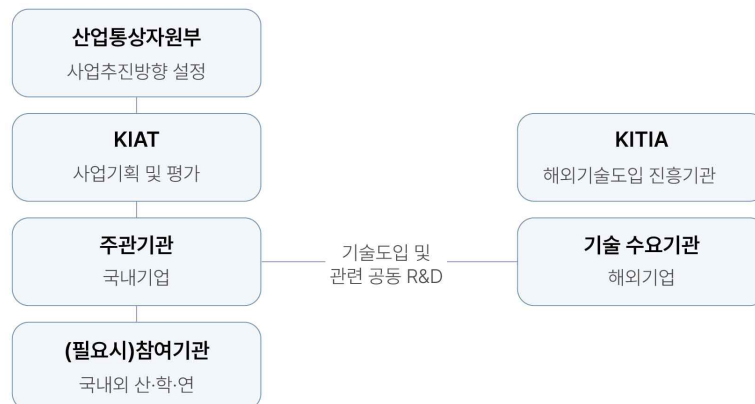 산업통상자원부
사업추진방향 설정
KIAT
사업기획 및 평가
KITIA
해외기술도입 진흥기관
주관기관
국내기업
기술도입 및
관련 공동 R&D
기술 수요기관
해외기업
(필요시)참여기관
국내외 산·학·연